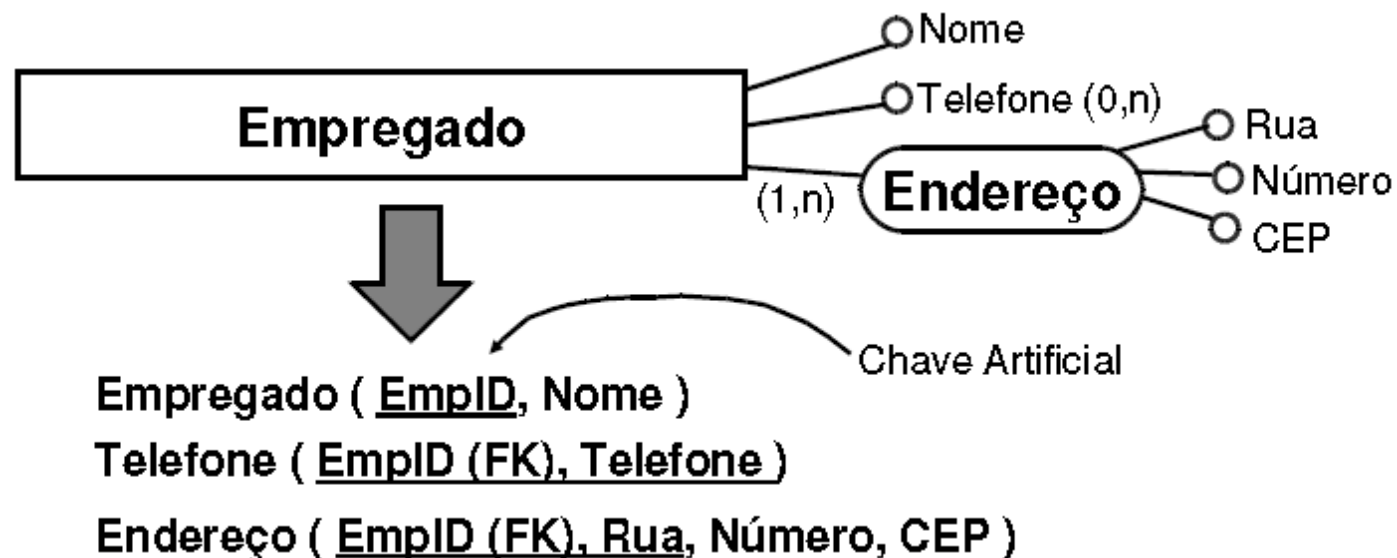 Nome
Empregado
Telefone (0,n)
Rua
(1,n)
Endereço
Número
CEP
Chave Artificial
Empregado ( EmpID, Nome )
Telefone ( EmpID (FK), Telefone )
Endereço ( EmpID (FK), Rua, Número, CEP )